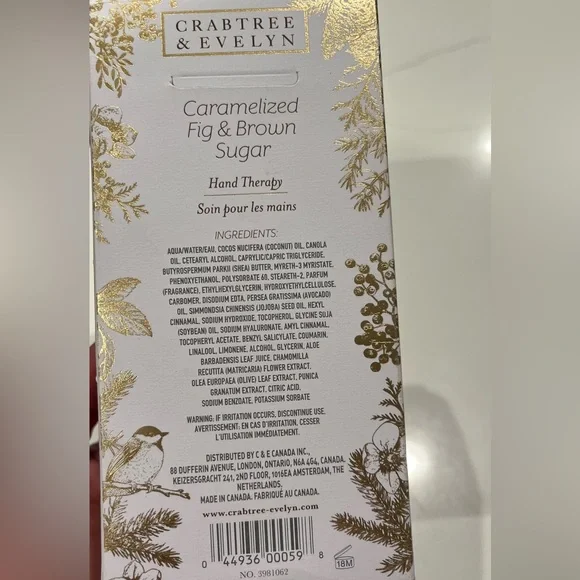 CRABTREE
& EVELYN
Caramelized
Fig & Brown
Sugar
Hand Therapy
Soin pour les mains
INGREDIENTS:
AQUA/WATER/EAU, COCOS NUCIFERA (COCONUT) OIL, CANOLA
OIL, CETEARYL ALCOHOL, CAPRYLIC/CAPRIC TRIGLYCERIDE,
BUTYROSPERMUM PARKII (SHEA) BUTTER, MYRETH-3 MYRISTATE,
PHENOXYETHANOL, POLYSORBATE 60, STEARETH-2, PARFUM
(FRAGRANCE), ETHYLHEXYLGLYCERIN, HYDROXYETHYLCELLULOSE,
CARBOMER, DISODIUM EDTA, PERSEA GRATISSIMA (AVOCADO)
OIL, SIMMONDSIA CHINENSIS (JOJOBA) SEED OIL, HEXYL
CINNAMAL, SODIUM HYDROXIDE, TOCOPHEROL, GLYCINE SOJA
(SOYBEAN) OIL, SODIUM HYALURONATE, AMYL CINNAMAL,
TOCOPHERYL ACETATE, BENZYL SALICYLATE, COUMARIN,
LINALOOL, LIMONENE, ALCOHOL, GLYCERIN, ALOE
BARBADENSIS LEAF JUICE, CHAMOMILLA
RECUTITA (MATRICARIA) FLOWER EXTRACT,
OLEA EUROPAEA (OLIVE) LEAF EXTRACT, PUNICA
GRANATUM EXTRACT, CITRIC ACID,
SODIUM BENZOATE, POTASSIUM SORBATE
WARNING: IF IRRITATION OCCURS, DISCONTINUE USE.
AVERTISSEMENT: EN CAS D'IRRITATION, CESSER
L'UTILISATION IMMÉDIATEMENT.
DISTRIBUTED BY C & E CANADA INC.,
88 DUFFERIN AVENUE, LONDON, ONTARIO, N6A 4G4, CANADA.
KEIZERSGRACHT 241, 2ND FLOOR, 1016EA AMSTERDAM, THE
NETHERLANDS.
MADE IN CANADA. FABRIQUÉ AU CANADA.
www.crabtree-evelyn.com
0 44936 00059 8
NO. 3981062
18M